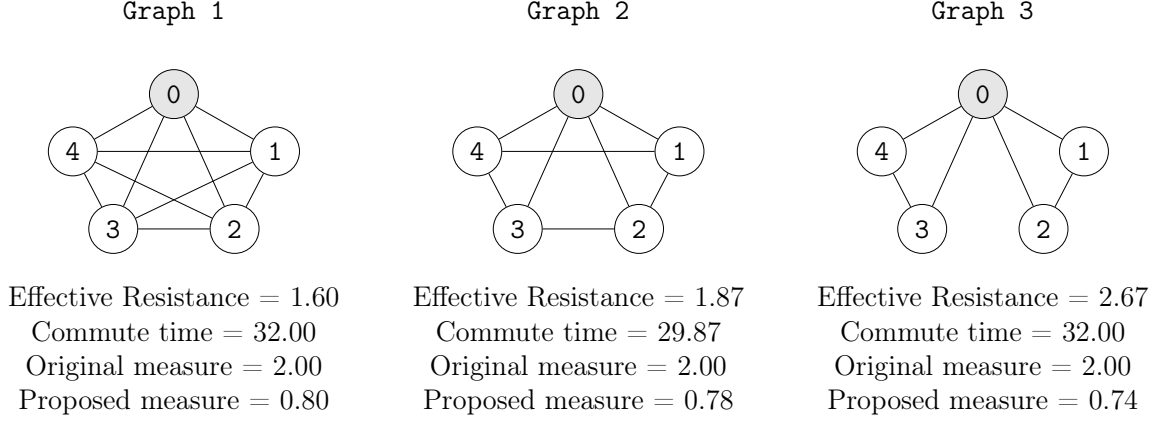 Graph 1
0
4
1
3
2
Effective Resistance = 1.60
Commute time = 32.00
Original measure = 2.00
Proposed measure = 0.80
Graph 2
0
4
1
3
2
Effective Resistance = 1.87
Commute time = 29.87
Original measure = 2.00
Proposed measure = 0.78
Graph 3
0
4
1
3
2
Effective Resistance = 2.67
Commute time = 32.00
Original measure = 2.00
Proposed measure = 0.74